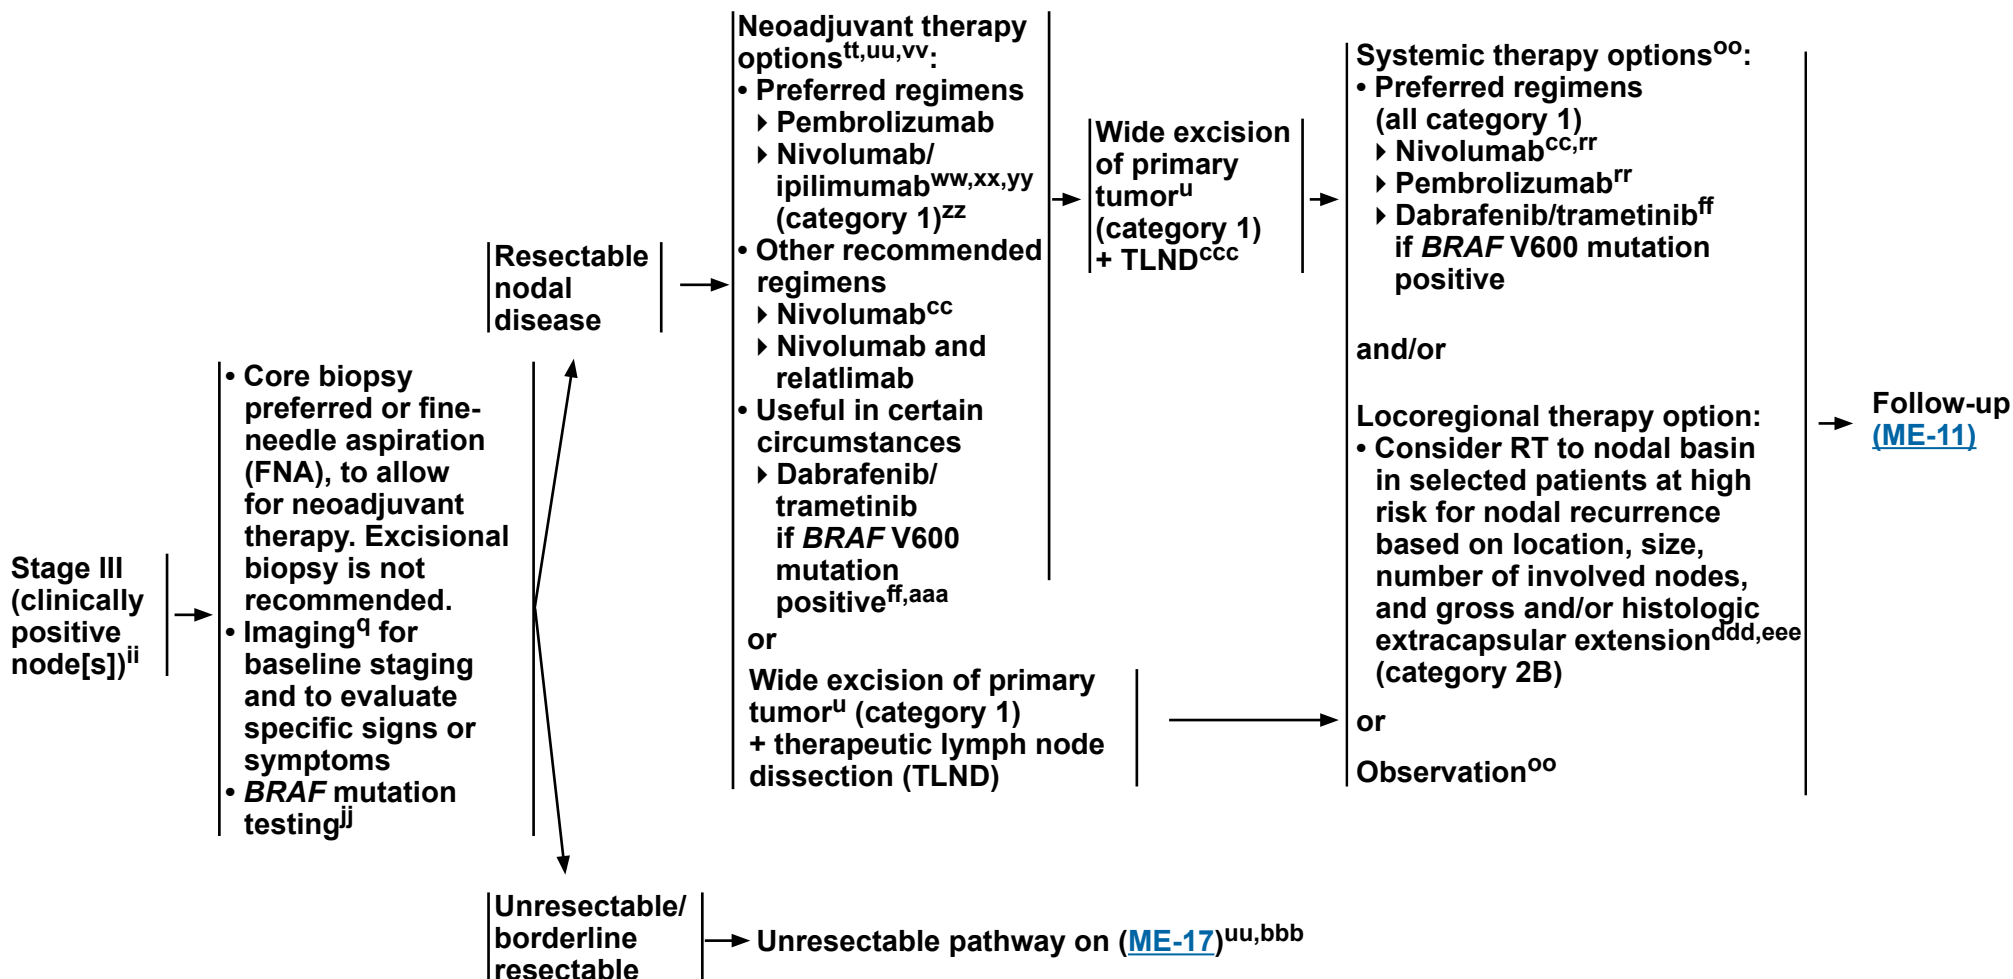 Stage III
(clinically
positive
node[s])ii
• Core biopsy
preferred or fine-
needle aspiration
(FNA), to allow
for neoadjuvant
therapy. Excisional
biopsy is not
recommended.
• Imagingq for
baseline staging
and to evaluate
specific signs or
symptoms
• BRAF mutation
testingjj
Resectable
nodal
disease
Neoadjuvant therapy
optionstt,uu,vv:
• Preferred regimens
▸ Pembrolizumab
▸ Nivolumab/
ipilimumabww,xx,yy
(category 1)zz
• Other recommended
regimens
▸ Nivolumabcc
▸ Nivolumab and
relatlimab
• Useful in certain
circumstances
▸ Dabrafenib/
trametinib
if BRAF V600
mutation
positiveff,aaa
or
Wide excision of primary
tumoru (category 1)
+ therapeutic lymph node
dissection (TLND)
Wide excision
of primary
tumoru
(category 1)
+ TLNDccc
Systemic therapy optionsoo:
• Preferred regimens
(all category 1)
▸ Nivolumabcc,rr
▸ Pembrolizumabrr
▸ Dabrafenib/trametinibff
if BRAF V600 mutation
positive
and/or
Locoregional therapy option:
• Consider RT to nodal basin
in selected patients at high
risk for nodal recurrence
based on location, size,
number of involved nodes,
and gross and/or histologic
extracapsular extensionddd,eee
(category 2B)
or
Observationoo
Follow-up
(ME-11)
Unresectable/
borderline
resectable
Unresectable pathway on (ME-17)uu,bbb